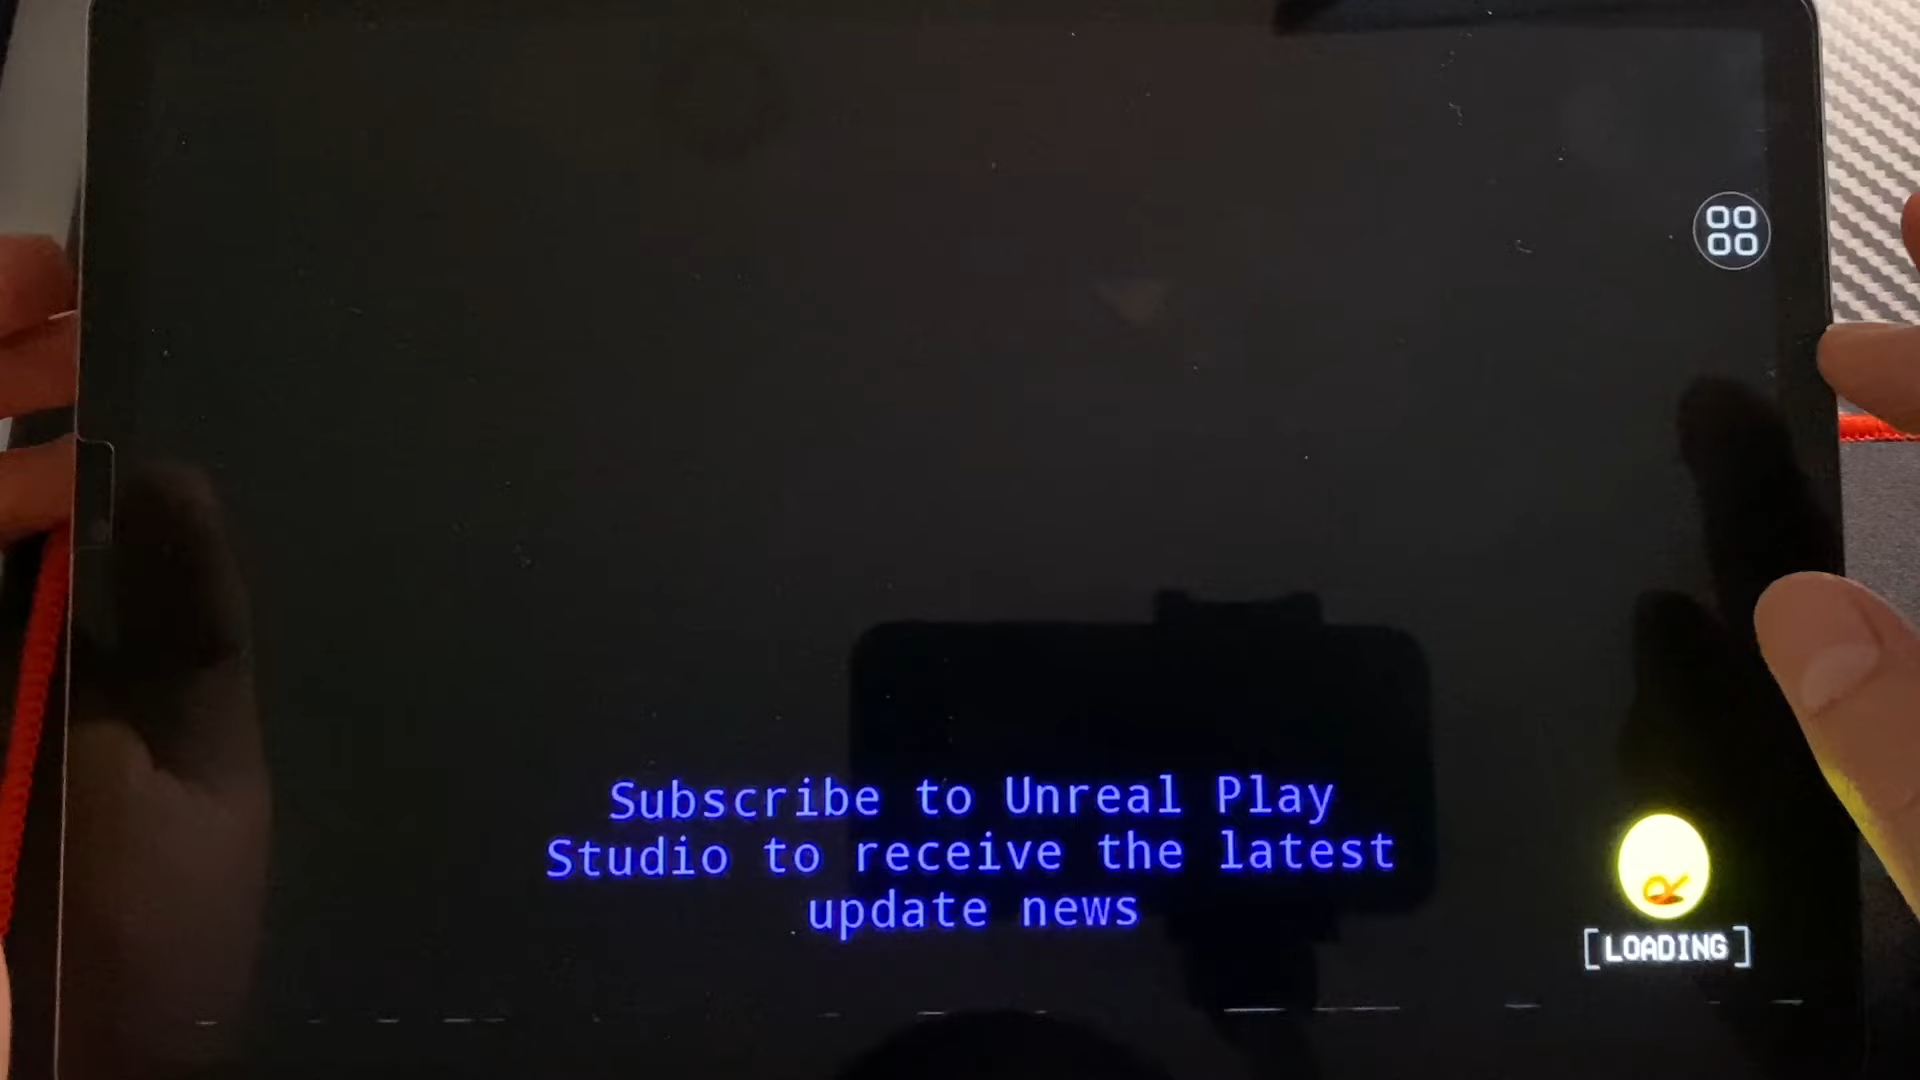 Subscribe to Unreal Play
Studio to receive the latest
update news
R
[LOADING]